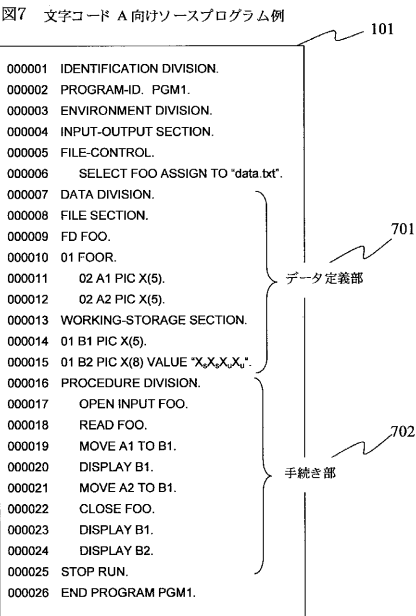 図7 文字コード A 向けソースプログラム例
101
000001 IDENTIFICATION DIVISION.
000002 PROGRAM-ID. PGM1.
000003 ENVIRONMENT DIVISION.
000004 INPUT-OUTPUT SECTION.
000005 FILE-CONTROL.
000006 SELECT FOO ASSIGN TO “data.txt”.
000007 DATA DIVISION.
000008 FILE SECTION.
000009 FD FOO.
000010 01 FOOR.
000011 02 A1 PIC X(5).
000012 02 A2 PIC X(5).
000013 WORKING-STORAGE SECTION.
000014 01 B1 PIC X(5).
000015 01 B2 PIC X(8) VALUE “XsXsXuXu“.
701
データ定義部
000016 PROCEDURE DIVISION.
000017 OPEN INPUT FOO.
000018 READ FOO.
000019 MOVE A1 TO B1.
000020 DISPLAY B1.
000021 MOVE A2 TO B1.
000022 CLOSE FOO.
000023 DISPLAY B1.
000024 DISPLAY B2.
000025 STOP RUN.
000026 END PROGRAM PGM1.
702
手続き部